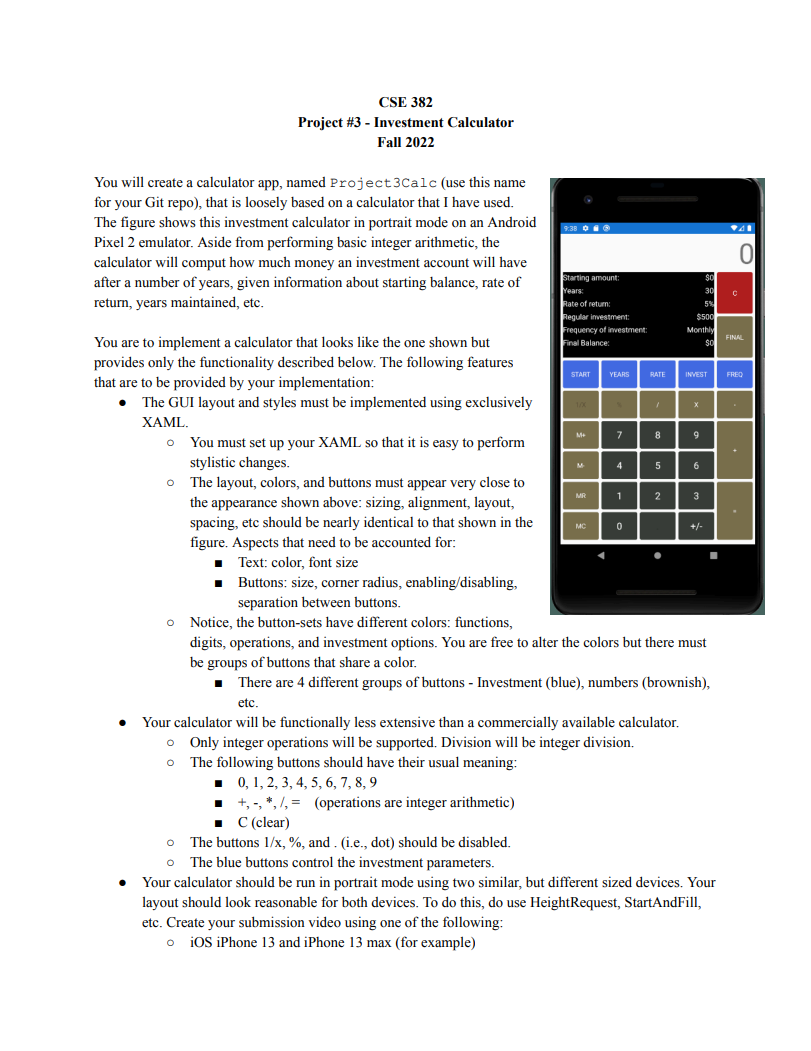 CSE 382
Project #3 - Investment Calculator
Fall 2022
You will create a calculator app, named Project3Calc (use this name
for your Git repo), that is loosely based on a calculator that I have used.
The figure shows this investment calculator in portrait mode on an Android
Pixel 2 emulator. Aside from performing basic integer arithmetic, the
calculator will comput how much money an investment account will have
after a number of years, given information about starting balance, rate of
return, years maintained, etc.
You are to implement a calculator that looks like the one shown but
provides only the functionality described below. The following features
that are to be provided by your implementation:
● The GUI layout and styles must be implemented using exclusively
XAML.
○ You must set up your XAML so that it is easy to perform
stylistic changes.
○ The layout, colors, and buttons must appear very close to
the appearance shown above: sizing, alignment, layout,
spacing, etc should be nearly identical to that shown in the
figure. Aspects that need to be accounted for:
■ Text: color, font size
■ Buttons: size, corner radius, enabling/disabling,
separation between buttons.
○ Notice, the button-sets have different colors: functions,
digits, operations, and investment options. You are free to alter the colors but there must
be groups of buttons that share a color.
■ There are 4 different groups of buttons - Investment (blue), numbers (brownish),
etc.
● Your calculator will be functionally less extensive than a commercially available calculator.
○ Only integer operations will be supported. Division will be integer division.
○ The following buttons should have their usual meaning:
■ 0, 1, 2, 3, 4, 5, 6, 7, 8, 9
■ +, -, *, /, = (operations are integer arithmetic)
■ C (clear)
○ The buttons 1/x, %, and . (i.e., dot) should be disabled.
○ The blue buttons control the investment parameters.
● Your calculator should be run in portrait mode using two similar, but different sized devices. Your
layout should look reasonable for both devices. To do this, do use HeightRequest, StartAndFill,
etc. Create your submission video using one of the following:
○ iOS iPhone 13 and iPhone 13 max (for example)
9:38
0
Starting amount: $0
Years: 30
Rate of return: 5%
Regular investment: $500
Frequency of investment: Monthly
Final Balance: $0
C
FINAL
START YEARS RATE INVEST FREQ
1/X % / X -
M+ 7 8 9 +
M- 4 5 6
MR 1 2 3 =
MC 0 +/-